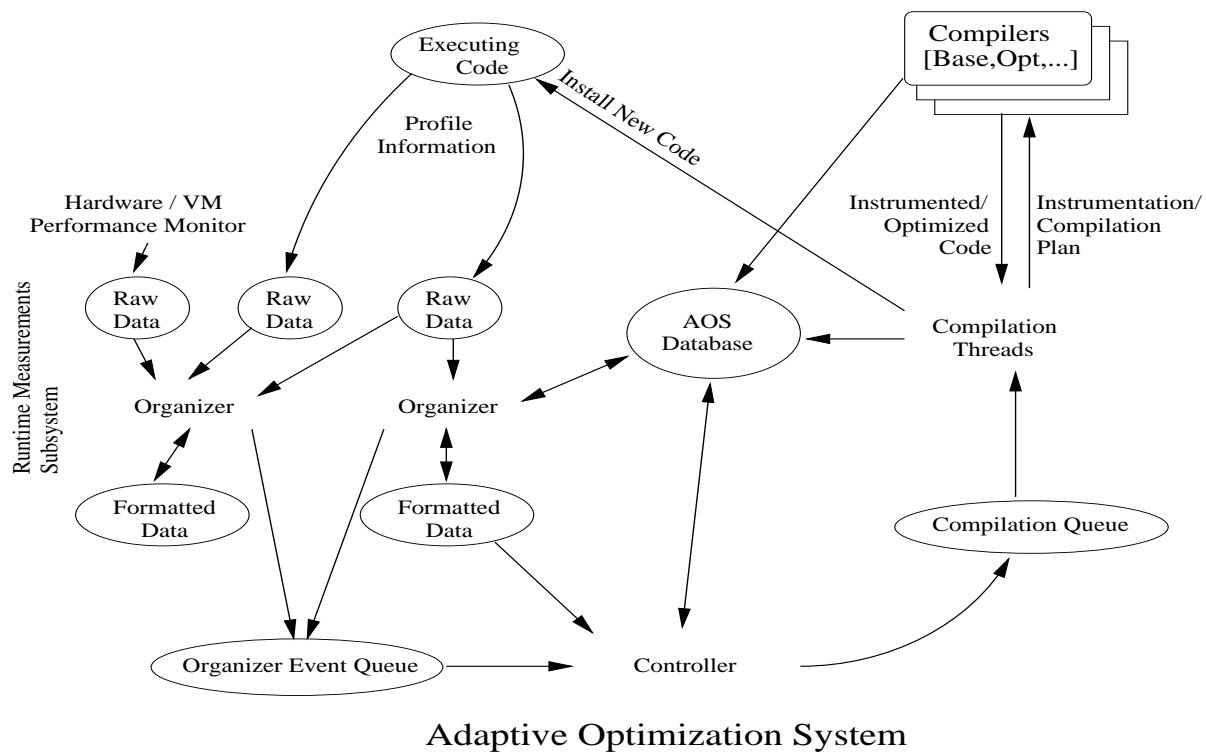 Executing
Code
Compilers
[Base,Opt,...]
Install New Code
Profile
Information
Hardware / VM
Performance Monitor
Instrumented/
Optimized
Code
Instrumentation/
Compilation
Plan
Raw
Data
Raw
Data
Raw
Data
AOS
Database
Compilation
Threads
Runtime Measurements
Subsystem
Organizer
Organizer
Formatted
Data
Formatted
Data
Compilation Queue
Organizer Event Queue
Controller
Adaptive Optimization System